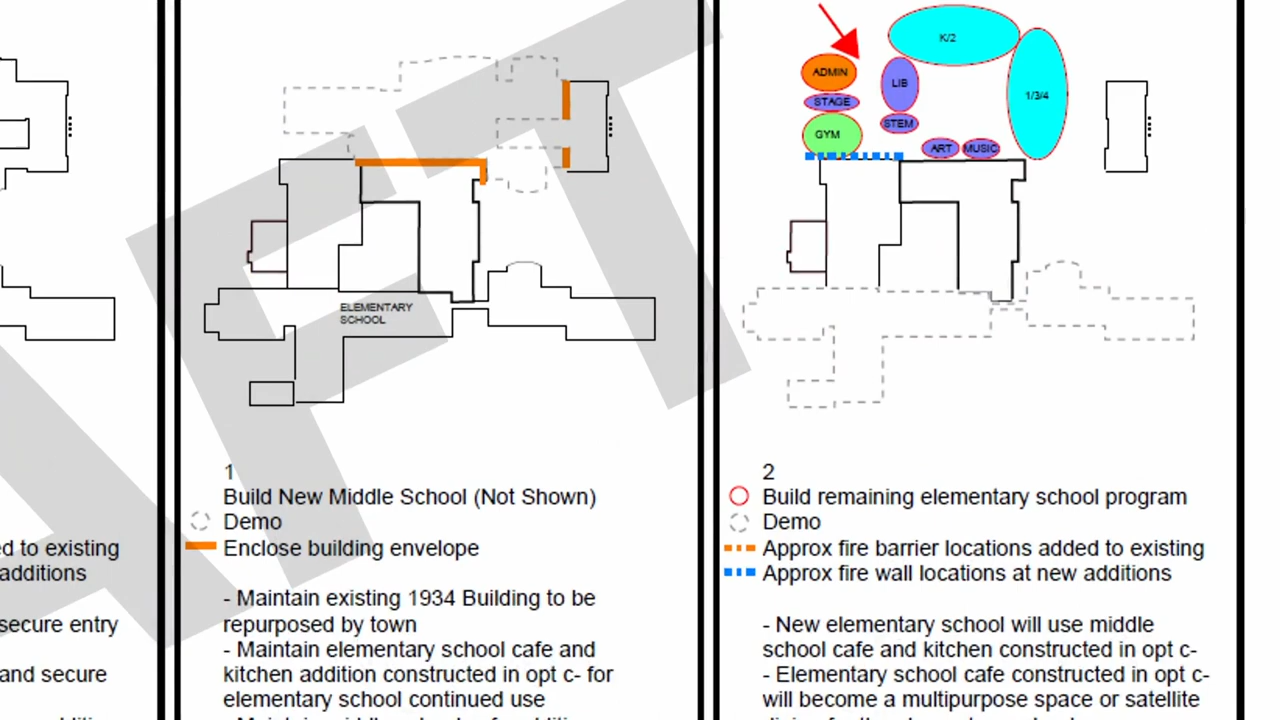 K/2
ADMIN
LIB
1/3/4
STAGE
STEM
GYM
ART
MUSIC
ELEMENTARY
SCHOOL
ed to existing
additions
secure entry
and secure
1
Build New Middle School (Not Shown)
Demo
Enclose building envelope
- Maintain existing 1934 Building to be
repurposed by town
- Maintain elementary school cafe and
kitchen addition constructed in opt c- for
elementary school continued use
2
Build remaining elementary school program
Demo
Approx fire barrier locations added to existing
Approx fire wall locations at new additions
- New elementary school will use middle
school cafe and kitchen constructed in opt c-
- Elementary school cafe constructed in opt c-
will become a multipurpose space or satellite